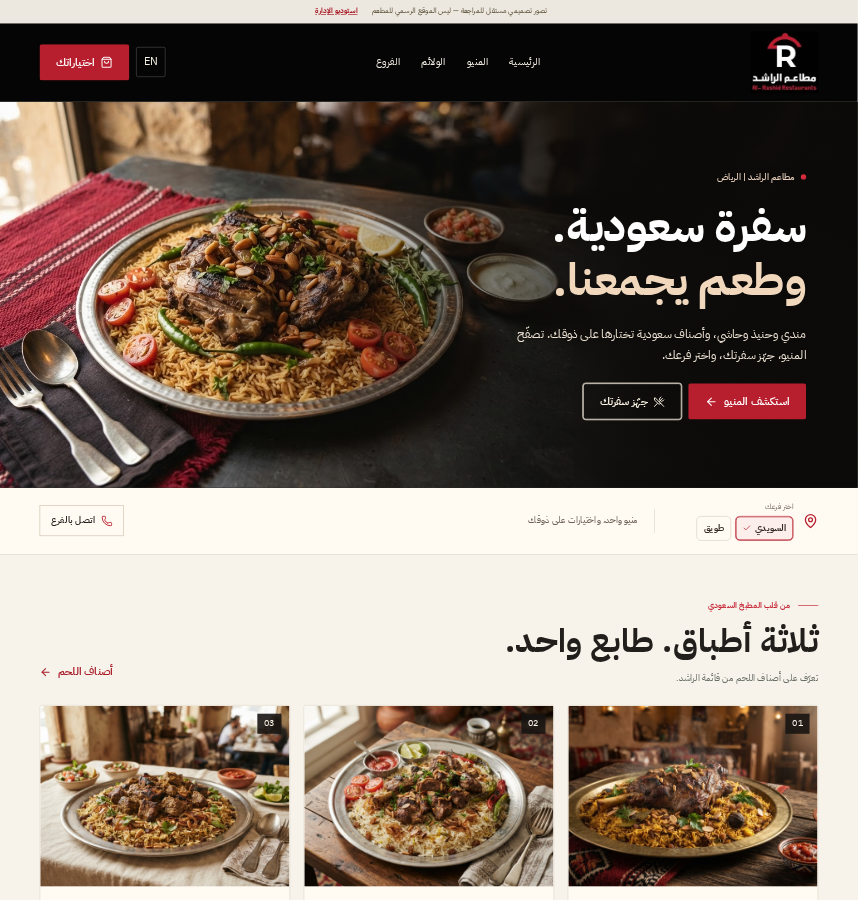 تصور تصميمي مستقل للمراجعة — ليس الموقع الرسمي للمطعم استوديو الإدارة
R
مطاعم الراشد
Al-Rashid Restaurants
الرئيسية المنيو الولائم الفروع
EN
اختياراتك
مطاعم الراشد | الرياض
سفرة سعودية.
وطعم يجمعنا.
مندي وحنيذ وحاشي، وأصناف سعودية تختارها على ذوقك. تصفّح
المنيو، جهّز سفرتك، واختر فرعك.
استكشف المنيو
جهّز سفرتك
اختر فرعك
السويدي
طويق
منيو واحد، واختيارات على ذوقك
اتصل بالفرع
من قلب المطبخ السعودي
ثلاثة أطباق. طابع واحد.
تعرّف على أصناف اللحم من قائمة الراشد.
أصناف اللحم
01
02
03